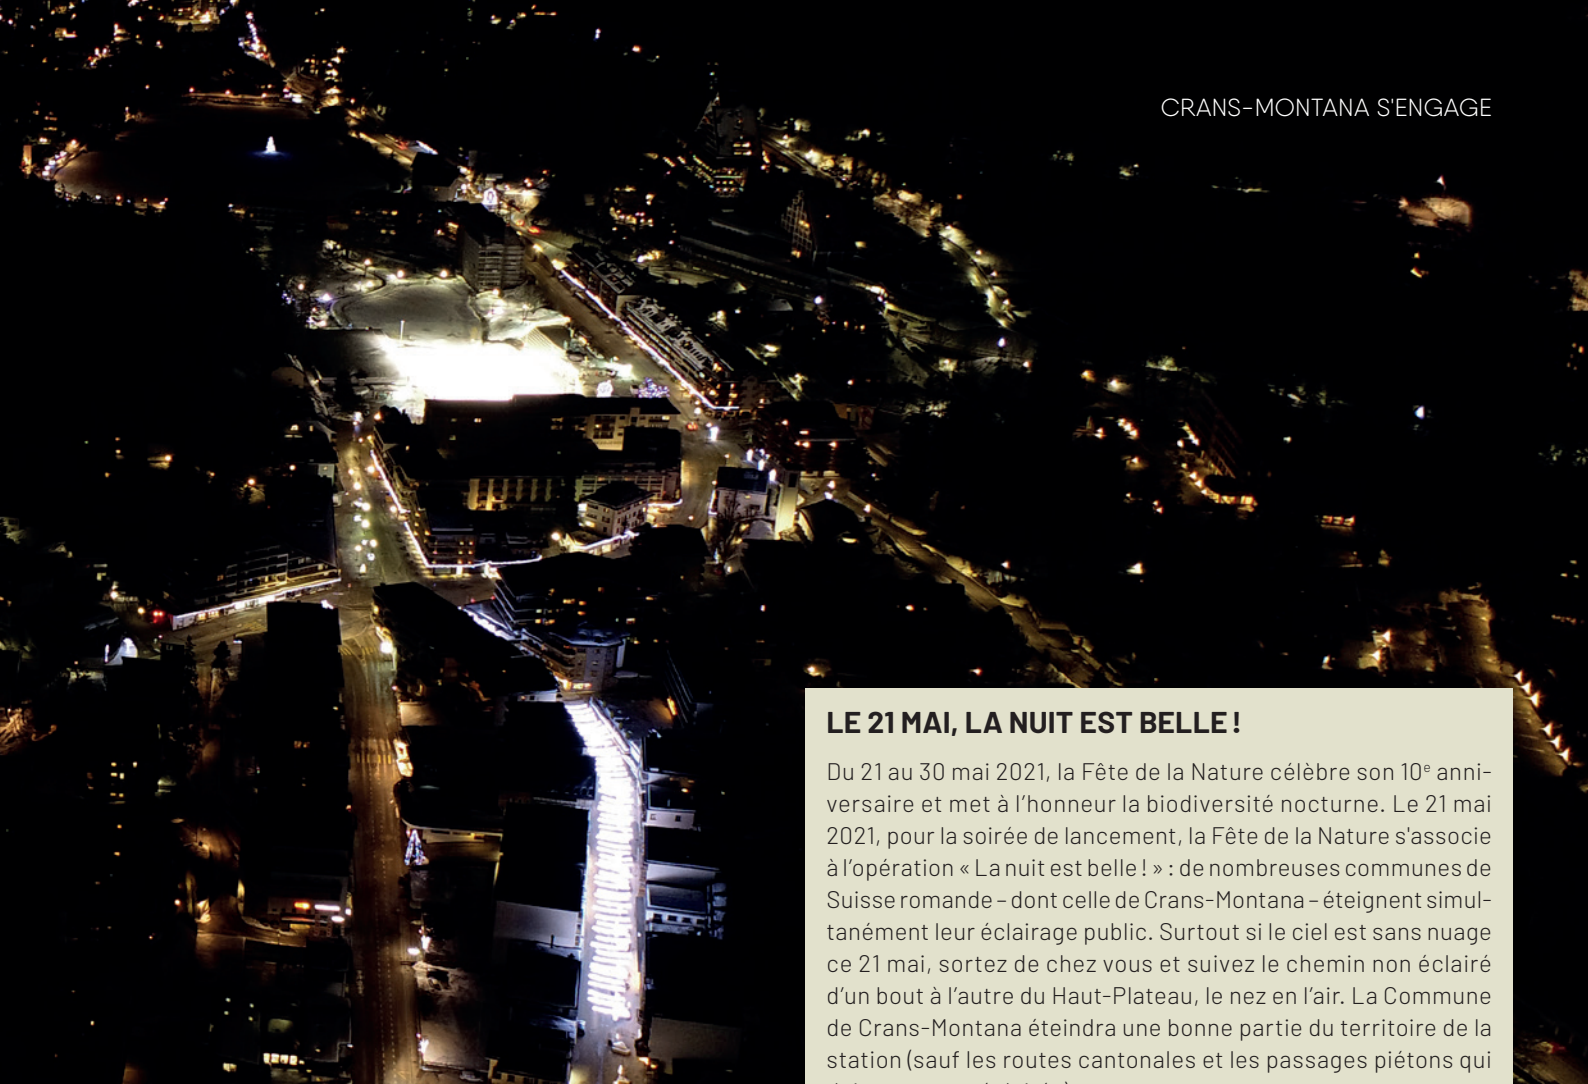 CRANS-MONTANA S'ENGAGE
LE 21 MAI, LA NUIT EST BELLE !
Du 21 au 30 mai 2021, la Fête de la Nature célèbre son 10e anni-
versaire et met à l'honneur la biodiversité nocturne. Le 21 mai
2021, pour la soirée de lancement, la Fête de la Nature s'associe
à l'opération « La nuit est belle ! » : de nombreuses communes de
Suisse romande – dont celle de Crans-Montana – éteignent simul-
tanément leur éclairage public. Surtout si le ciel est sans nuage
ce 21 mai, sortez de chez vous et suivez le chemin non éclairé
d'un bout à l'autre du Haut-Plateau, le nez en l'air. La Commune
de Crans-Montana éteindra une bonne partie du territoire de la
station (sauf les routes cantonales et les passages piétons qui